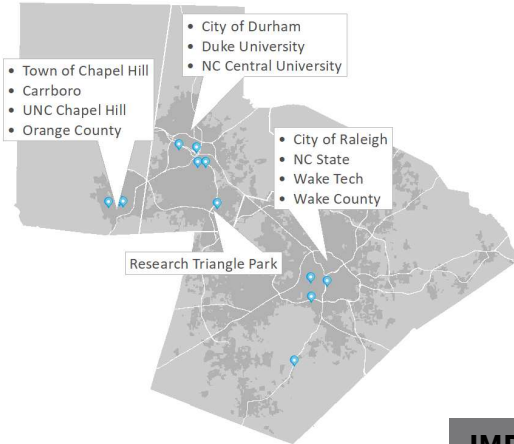 • City of Durham
• Duke University
• NC Central University
• Town of Chapel Hill
• Carrboro
• UNC Chapel Hill
• Orange County
• City of Raleigh
• NC State
• Wake Tech
• Wake County
Research Triangle Park